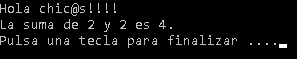 Hola chic@s!!!!
La suma de 2 y 2 es 4.
Pulsa una tecla para finalizar ....